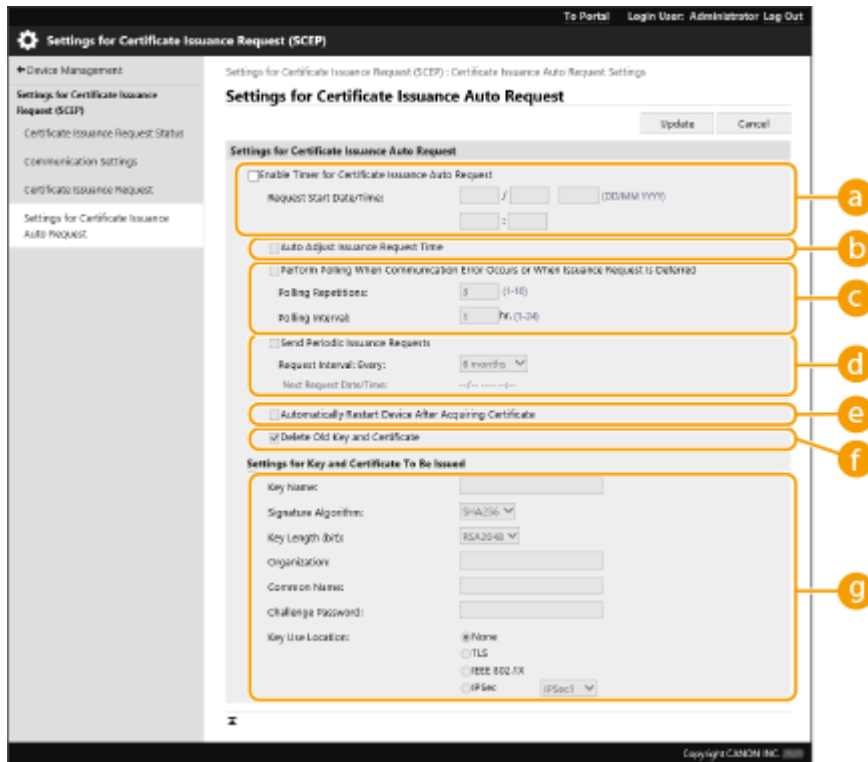 To Portal Login User: Administrator Log Out
Settings for Certificate Issuance Request (SCEP)
Device Management
Settings for Certificate Issuance Request (SCEP) : Certificate Issuance Auto Request Settings
Settings for Certificate Issuance
Request (SCEP)
Certificate Issuance Request Status
Communication Settings
Certificate Issuance Request
Settings for Certificate Issuance
Auto Request
Settings for Certificate Issuance Auto Request
Update Cancel
Settings for Certificate Issuance Auto Request
Enable Timer for Certificate Issuance Auto Request
Request Start Date/Time: / (DD/MM YYYY)
:
a
Auto Adjust Issuance Request Time
b
Perform Polling When Communication Error Occurs or When Issuance Request Is Deferred
Polling Repetitions: (1-10)
Polling Interval: hr. (1-24)
c
Send Periodic Issuance Requests
Request Interval: Every: 6 months
Next Request Date/Time: --/-- ---- --:--
d
Automatically Restart Device After Acquiring Certificate
e
Delete Old Key and Certificate
f
Settings for Key and Certificate To Be Issued
Key Name:
Signature Algorithm: SHA256
Key Length (bit): RSA2048
Organization:
Common Name:
Challenge Password:
Key Use Location: None
TLS
IEEE 802.1X
IPSec IPSec1
g
Copyright CANON INC.